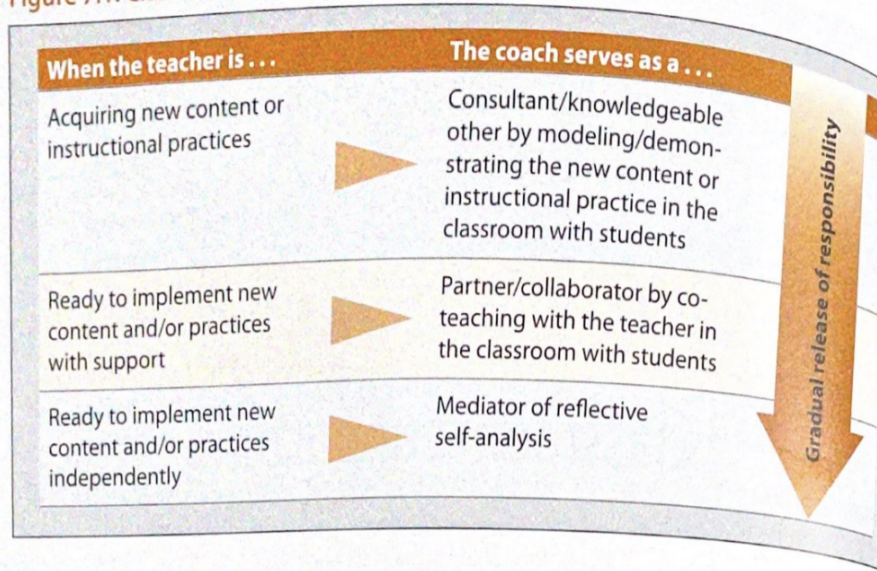 When the teacher is . . .
The coach serves as a . . .
Acquiring new content or
instructional practices
Consultant/knowledgeable
other by modeling/demon-
strating the new content or
instructional practice in the
classroom with students
Ready to implement new
content and/or practices
with support
Partner/collaborator by co-
teaching with the teacher in
the classroom with students
Ready to implement new
content and/or practices
independently
Mediator of reflective
self-analysis
Gradual release of responsibility